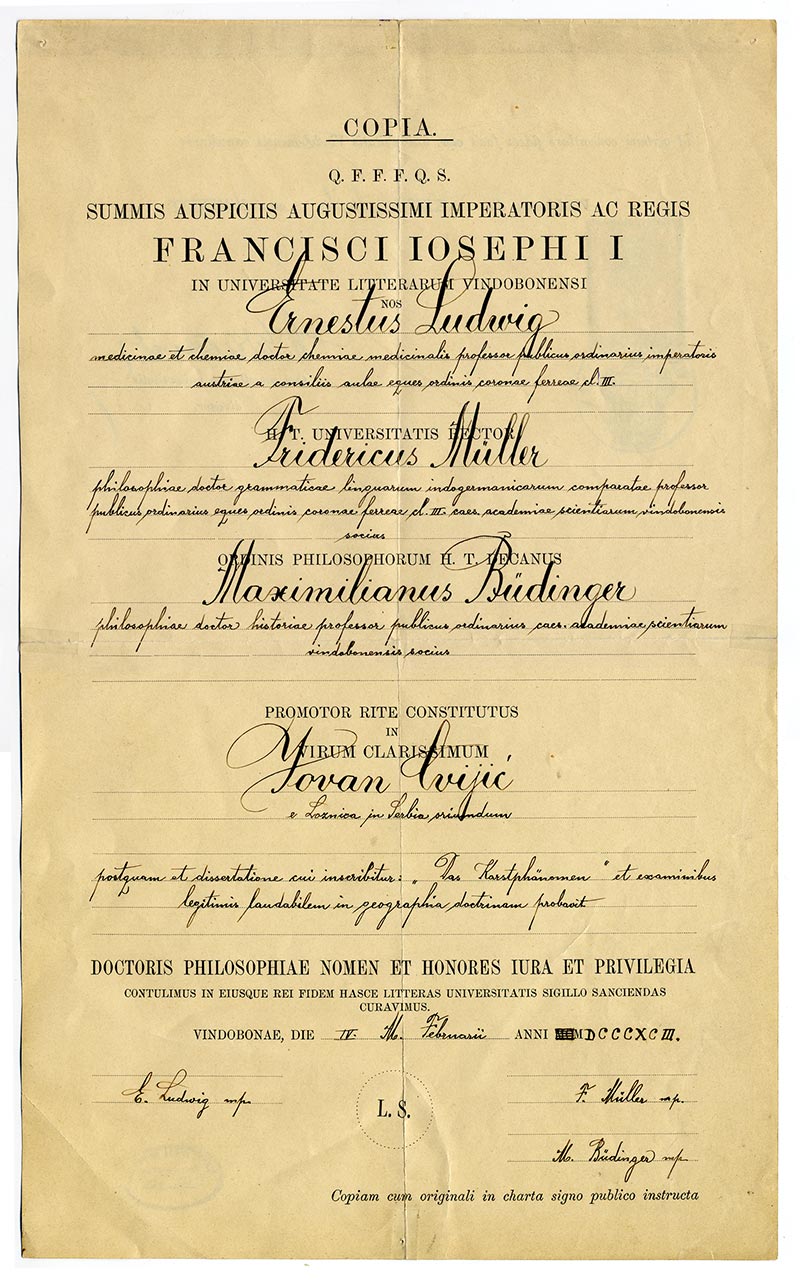 COPIA.
Q. F. F. F. Q. S.
SUMMIS AUSPICIIS AUGUSTISSIMI IMPERATORIS AC REGIS
FRANCISCI IOSEPHI I
IN UNIVERSITATE LITTERARUM VINDOBONENSI
NOS
Ernestus Ludwig
medicinae et chemiae doctor chemiae medicinalis professor publicus ordinarius imperatoris
austriae a consiliis aulae eques ordinis coronae ferreae cl. III.
H. T. UNIVERSITATIS RECTOR
Fridericus Müller
philosophiae doctor grammaticae linguarum indogermanicarum comparatae professor
publicus ordinarius eques ordinis coronae ferreae cl. III caes. academiae scientiarum vindobonensis
socius
ORDINIS PHILOSOPHORUM H. T. DECANUS
Maximilianus Büdinger
philosophiae doctor historiae professor publicus ordinarius caes. academiae scientiarum
vindobonensis socius
PROMOTOR RITE CONSTITUTUS
IN
VIRUM CLARISSIMUM
Yovan Cvijić
e Loznica in Serbia oriundum
postquam et dissertatione cui inscribitur: „Das Karstphänomen“ et examinibus
legitimis laudabilem in geographia doctrinam probavit
DOCTORIS PHILOSOPHIAE NOMEN ET HONORES IURA ET PRIVILEGIA
CONTULIMUS IN EIUSQUE REI FIDEM HASCE LITTERAS UNIVERSITATIS SIGILLO SANCIENDAS
CURAVIMUS.
VINDOBONAE, DIE IV M. Februarii ANNI MDCCCXCIII.
E. Ludwig mp.
L. S.
F. Müller mp.
M. Büdinger mp
Copiam cum originali in charta signo publico instructa